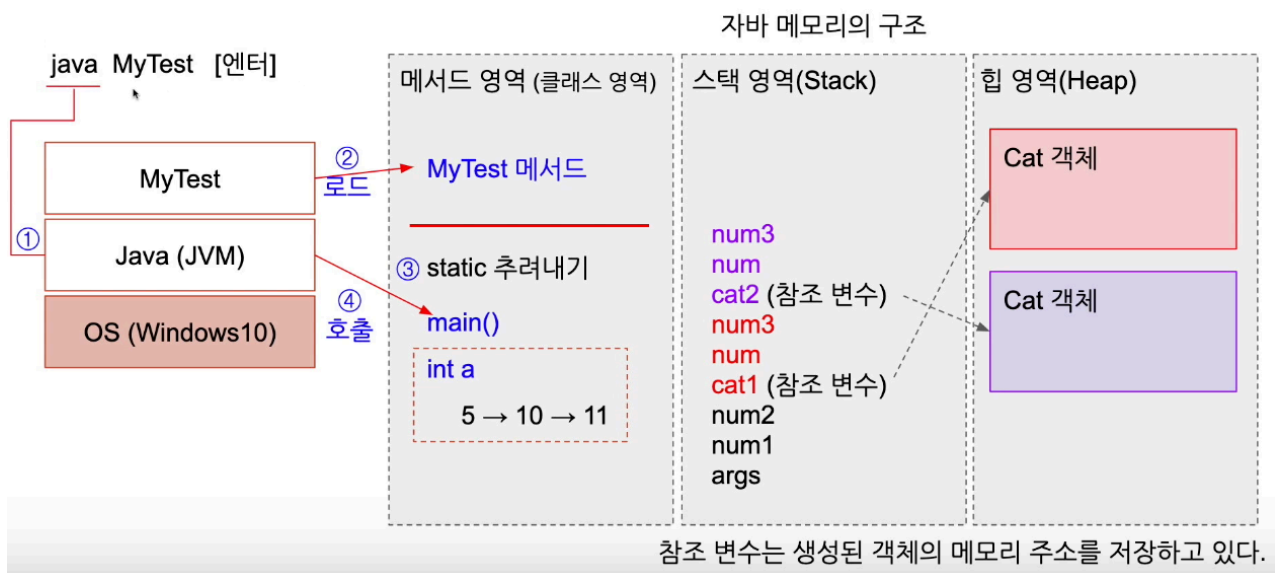 자바 메모리의 구조
java MyTest [엔터]
MyTest
① Java (JVM)
OS (Windows10)
②
로드
④
호출
메서드 영역 (클래스 영역)
MyTest 메서드
③ static 추려내기
main()
int a
5 → 10 → 11
스택 영역(Stack)
num3
num
cat2 (참조 변수)
num3
num
cat1 (참조 변수)
num2
num1
args
힙 영역(Heap)
Cat 객체
Cat 객체
참조 변수는 생성된 객체의 메모리 주소를 저장하고 있다.